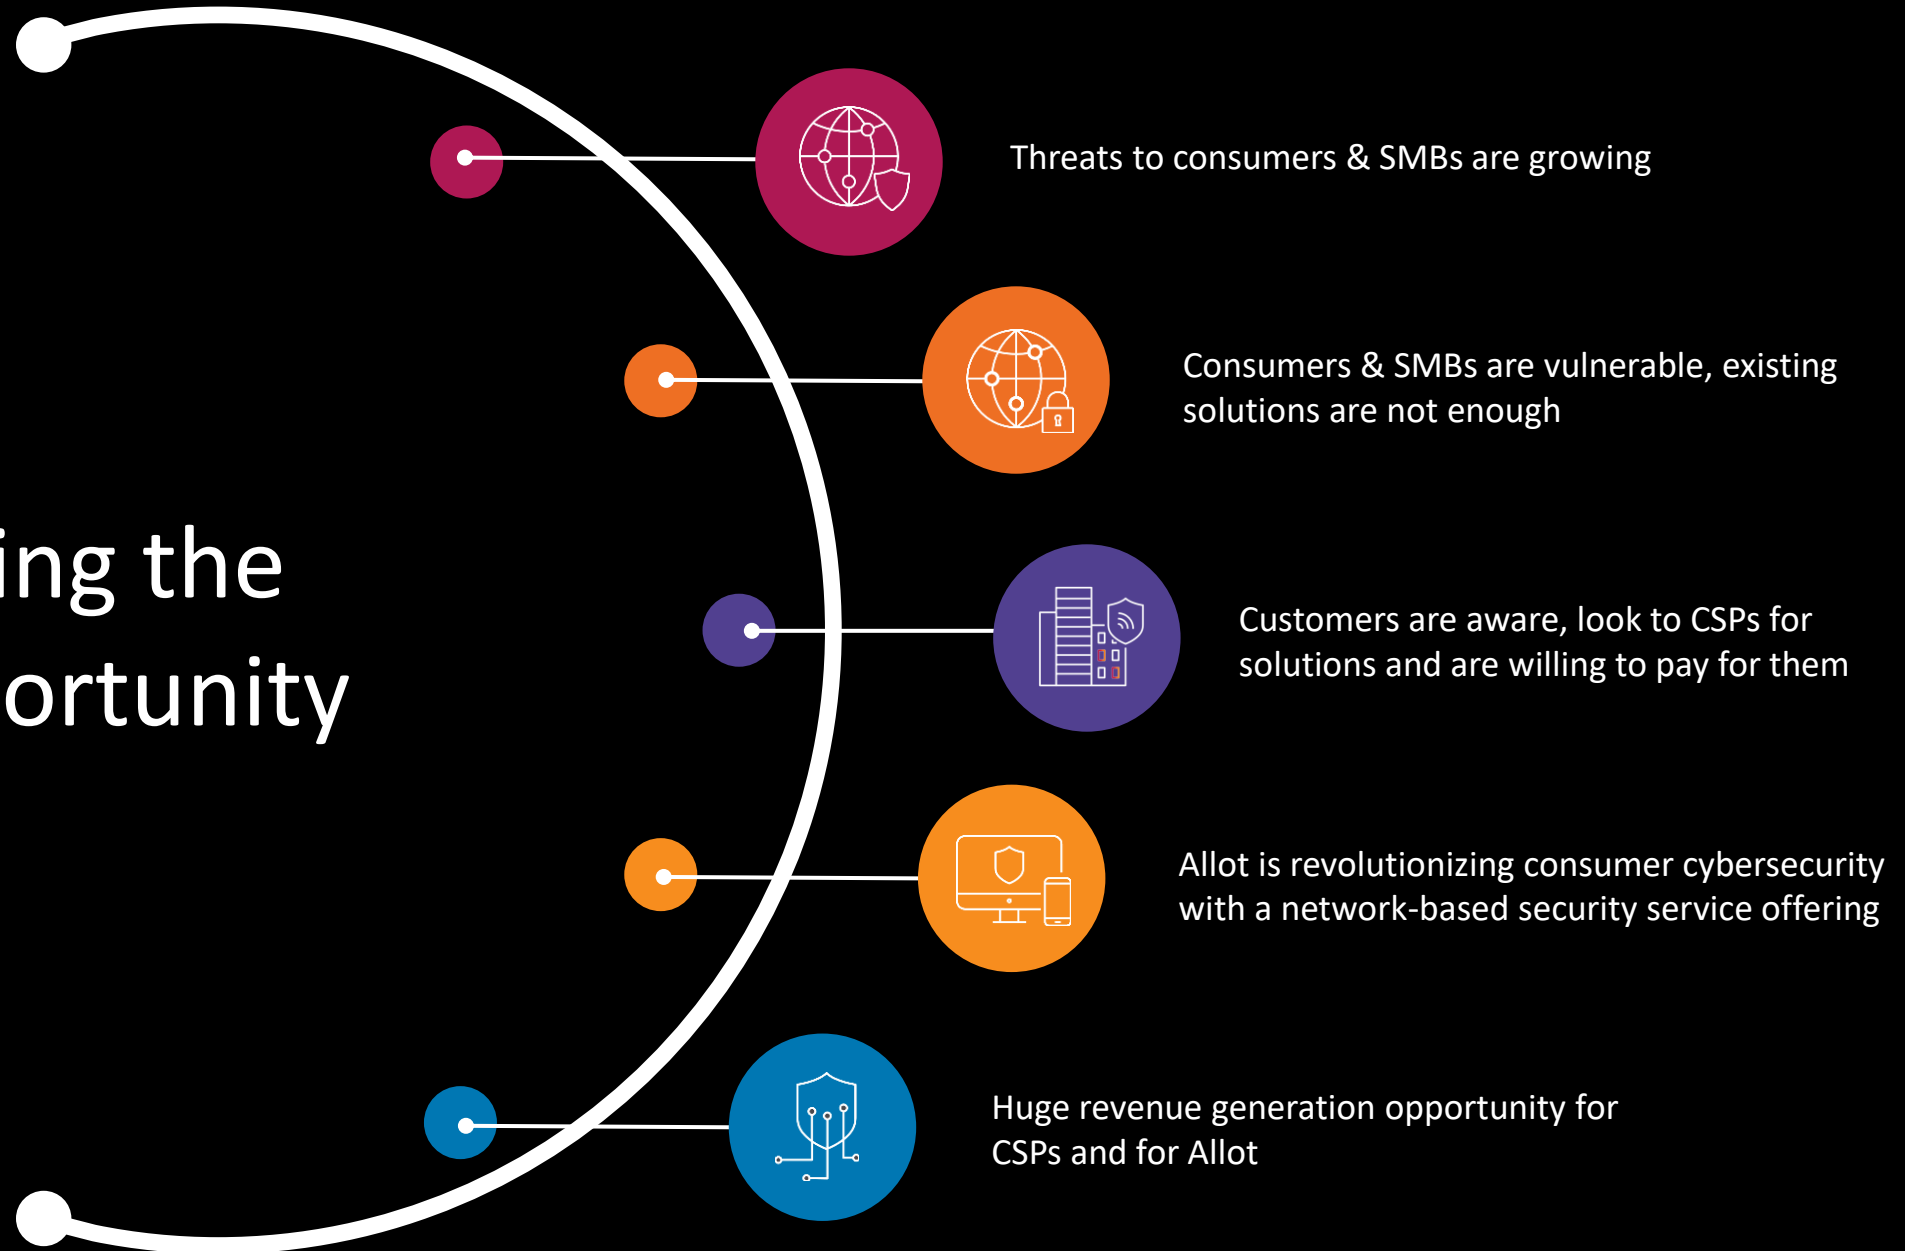 ing the
ortunity
Threats to consumers & SMBs are growing
Consumers & SMBs are vulnerable, existing
solutions are not enough
Customers are aware, look to CSPs for
solutions and are willing to pay for them
Allot is revolutionizing consumer cybersecurity
with a network-based security service offering
Huge revenue generation opportunity for
CSPs and for Allot